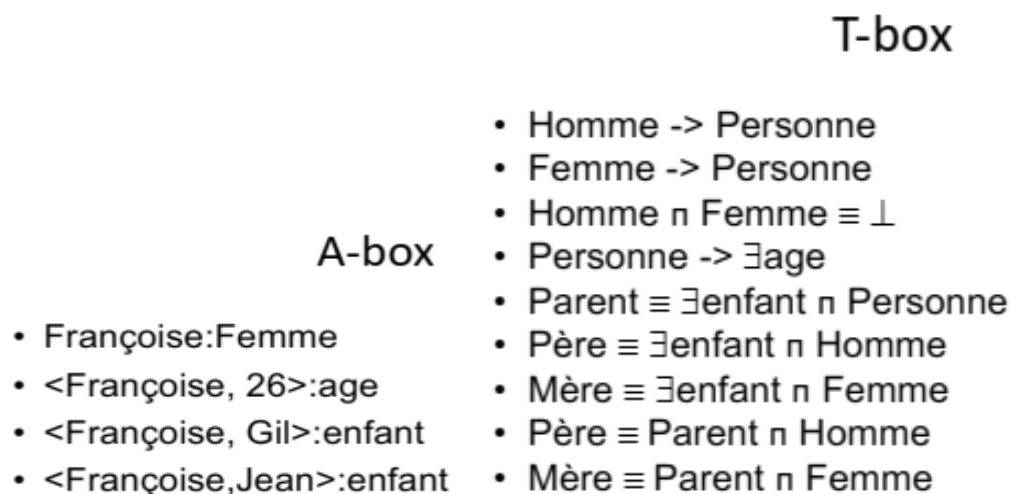 T-box
• Homme -> Personne
• Femme -> Personne
• Homme ⊓ Femme ≡ ⊥
• Personne -> ∃age
• Parent ≡ ∃enfant ⊓ Personne
• Père ≡ ∃enfant ⊓ Homme
• Mère ≡ ∃enfant ⊓ Femme
• Père ≡ Parent ⊓ Homme
• Mère ≡ Parent ⊓ Femme
A-box
• Françoise:Femme
• <Françoise, 26>:age
• <Françoise, Gil>:enfant
• <Françoise,Jean>:enfant